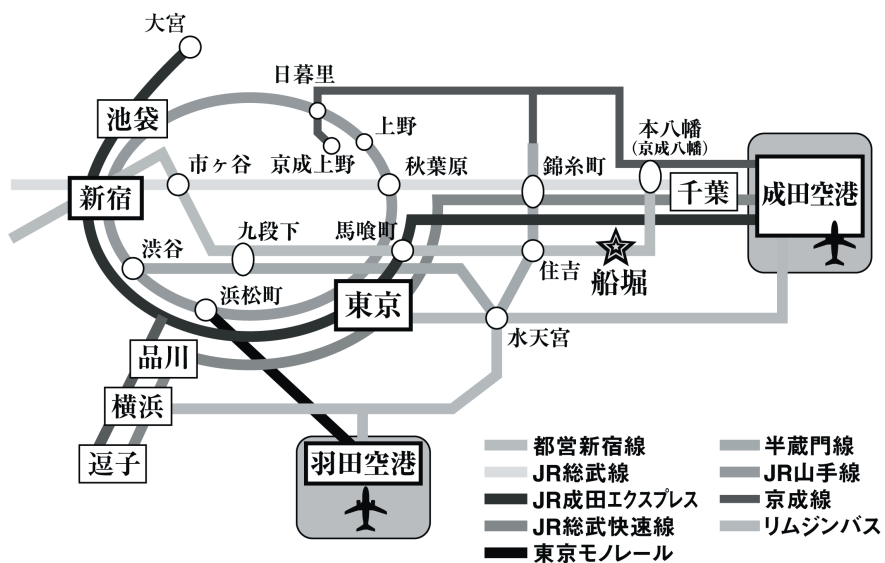 大宮
池袋
日暮里
上野
京成上野
市ヶ谷
秋葉原
錦糸町
本八幡
(京成八幡)
千葉
成田空港
新宿
渋谷
九段下
馬喰町
住吉
船堀
浜松町
東京
水天宮
品川
横浜
逗子
羽田空港
都営新宿線
JR総武線
JR成田エクスプレス
JR総武快速線
東京モノレール
半蔵門線
JR山手線
京成線
リムジンバス